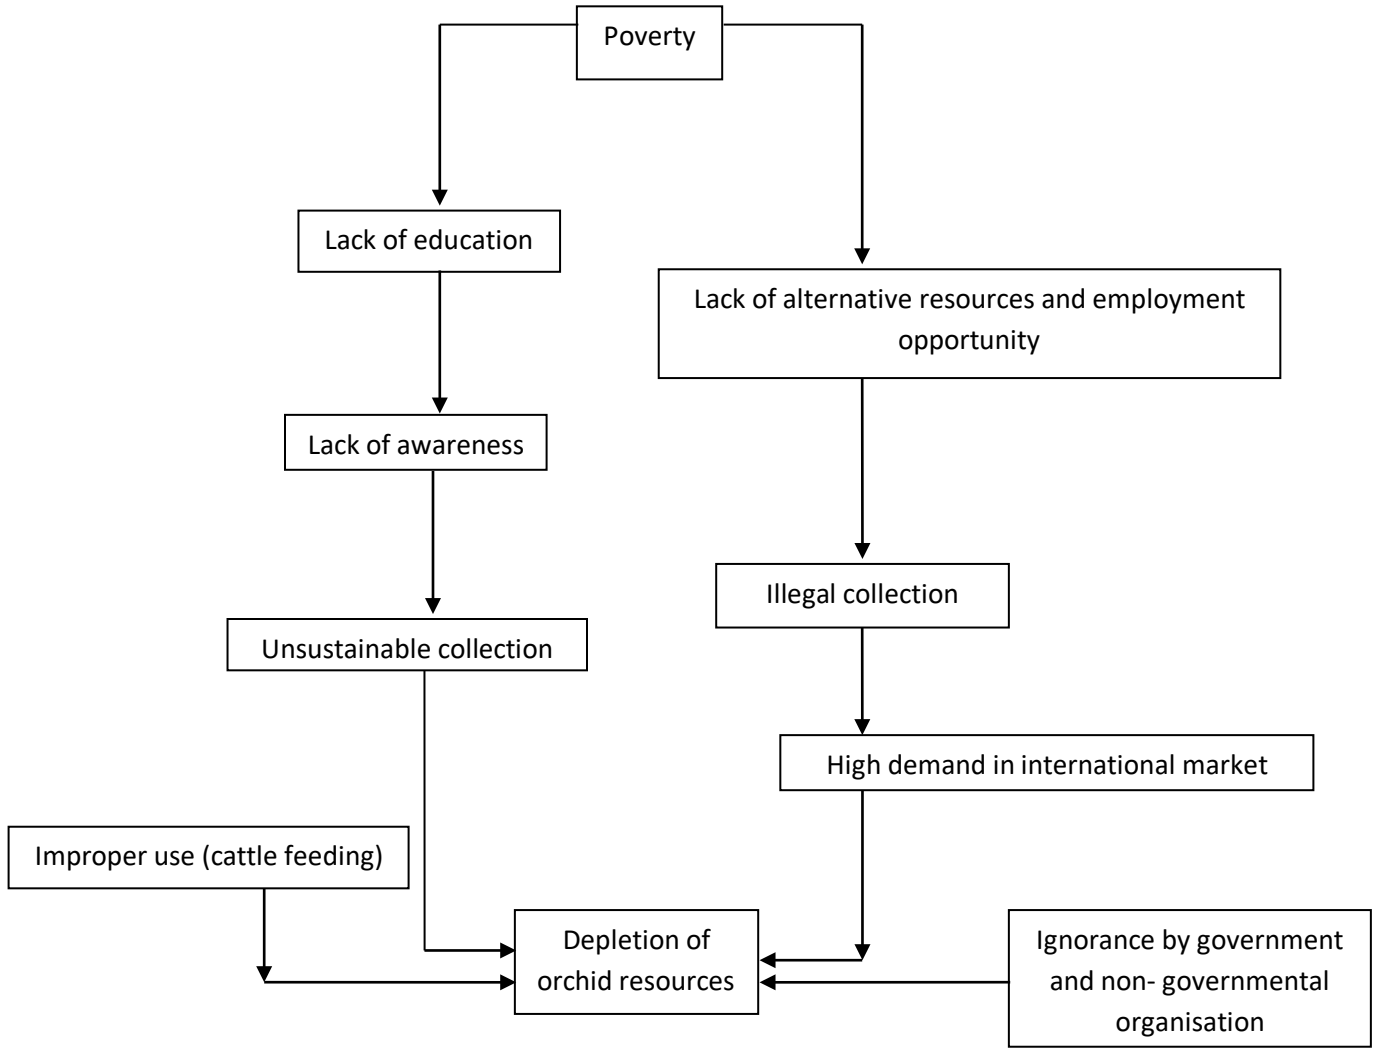 Poverty
Lack of education
Lack of alternative resources and employment
opportunity
Lack of awareness
Illegal collection
Unsustainable collection
High demand in international market
Improper use (cattle feeding)
Depletion of
orchid resources
Ignorance by government
and non- governmental
organisation